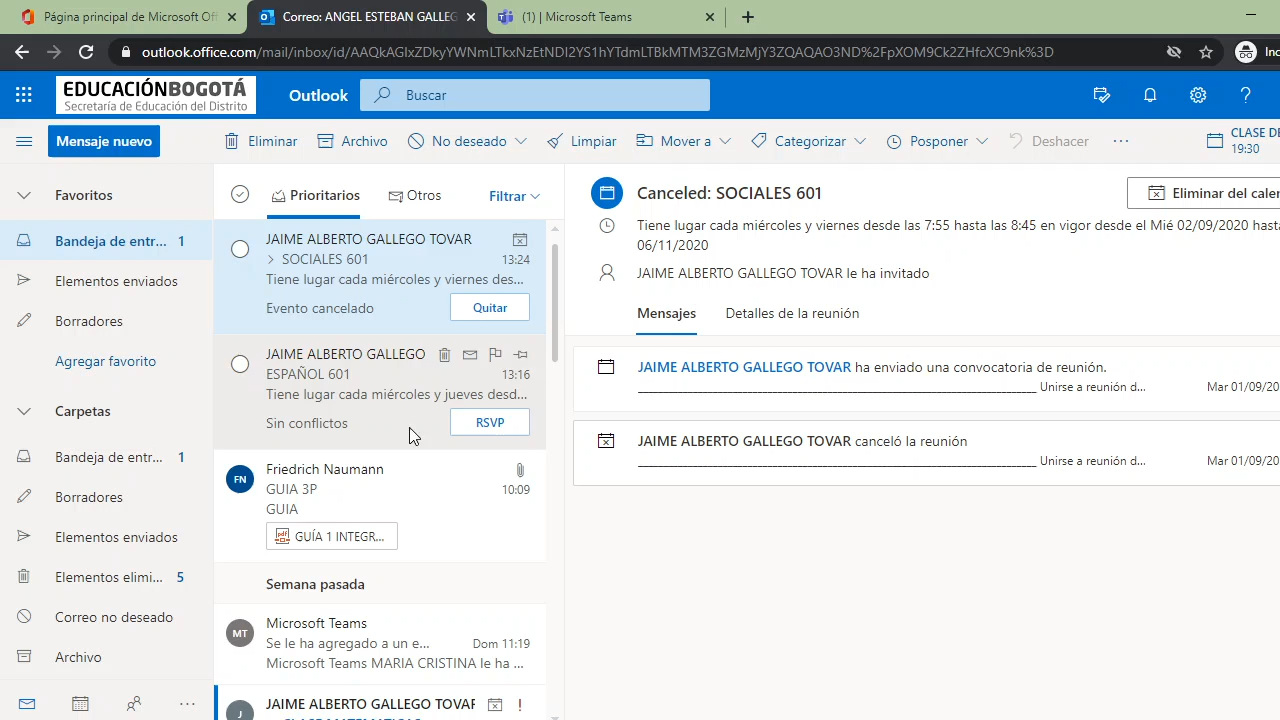 Página principal de Microsoft Off
Correo: ANGEL ESTEBAN GALLEG
(1) | Microsoft Teams
outlook.office.com/mail/inbox/id/AAQkAGIxZDkyYWNmLTkxNzEtNDI2YS1hYTdmLTBkMTM3ZGMzMjY3ZQAQAO3ND%2FpXOM9Ck2ZHfcXC9nk%3D
EDUCACIÓNBOGOTÁ
Secretaría de Educación del Distrito
Outlook
Buscar
Mensaje nuevo
Eliminar
Archivo
No deseado
Limpiar
Mover a
Categorizar
Posponer
Deshacer
CLASE DE
19:30
Favoritos
Bandeja de entr... 1
Elementos enviados
Borradores
Agregar favorito
Carpetas
Bandeja de entr... 1
Borradores
Elementos enviados
Elementos elimi... 5
Correo no deseado
Archivo
Prioritarios
Otros
Filtrar
JAIME ALBERTO GALLEGO TOVAR
SOCIALES 601 13:24
Tiene lugar cada miércoles y viernes des...
Evento cancelado Quitar
JAIME ALBERTO GALLEGO
ESPAÑOL 601 13:16
Tiene lugar cada miércoles y jueves desd...
Sin conflictos RSVP
FN
Friedrich Naumann
GUIA 3P 10:09
GUIA
GUÍA 1 INTEGR...
Semana pasada
MT
Microsoft Teams
Se le ha agregado a un e... Dom 11:19
Microsoft Teams MARIA CRISTINA le ha ...
J
JAIME ALBERTO GALLEGO TOVAR
Canceled: SOCIALES 601
Eliminar del calen
Tiene lugar cada miércoles y viernes desde las 7:55 hasta las 8:45 en vigor desde el Mié 02/09/2020 hasta
06/11/2020
JAIME ALBERTO GALLEGO TOVAR le ha invitado
Mensajes
Detalles de la reunión
JAIME ALBERTO GALLEGO TOVAR ha enviado una convocatoria de reunión.
Unirse a reunión d... Mar 01/09/20
JAIME ALBERTO GALLEGO TOVAR canceló la reunión
Unirse a reunión d... Mar 01/09/20